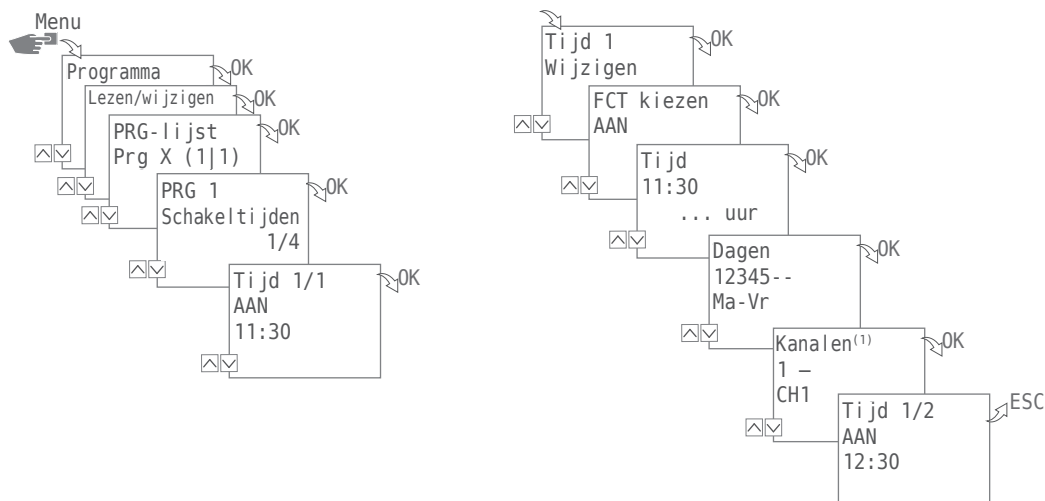 Menu
Programma
OK
Lezen/wijzigen
OK
PRG-lijst
Prg X (1|1)
OK
PRG 1
Schakeltijden
1/4
OK
Tijd 1/1
AAN
11:30
OK
Tijd 1
Wijzigen
OK
FCT kiezen
AAN
OK
Tijd
11:30
... uur
OK
Dagen
12345--
Ma-Vr
OK
Kanalen(1)
1 –
CH1
OK
Tijd 1/2
AAN
12:30
ESC